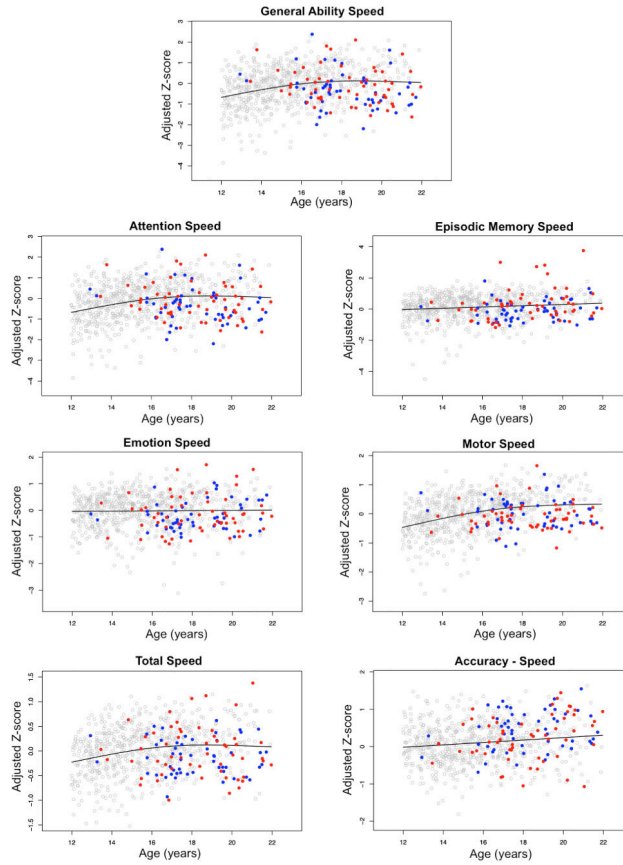 General Ability Speed
Adjusted Z-score
3
2
1
0
-1
-2
-3
-4
12 14 16 18 20 22
Age (years)
Attention Speed
Adjusted Z-score
3
2
1
0
-1
-2
-3
-4
12 14 16 18 20 22
Age (years)
Episodic Memory Speed
Adjusted Z-score
4
2
0
-2
-4
12 14 16 18 20 22
Age (years)
Emotion Speed
Adjusted Z-score
2
1
0
-1
-2
-3
12 14 16 18 20 22
Age (years)
Motor Speed
Adjusted Z-score
2
1
0
-1
-2
-3
12 14 16 18 20 22
Age (years)
Total Speed
Adjusted Z-score
1.5
1.0
0.5
0.0
-0.5
-1.0
-1.5
12 14 16 18 20 22
Age (years)
Accuracy - Speed
Adjusted Z-score
2
1
0
-1
-2
12 14 16 18 20 22
Age (years)